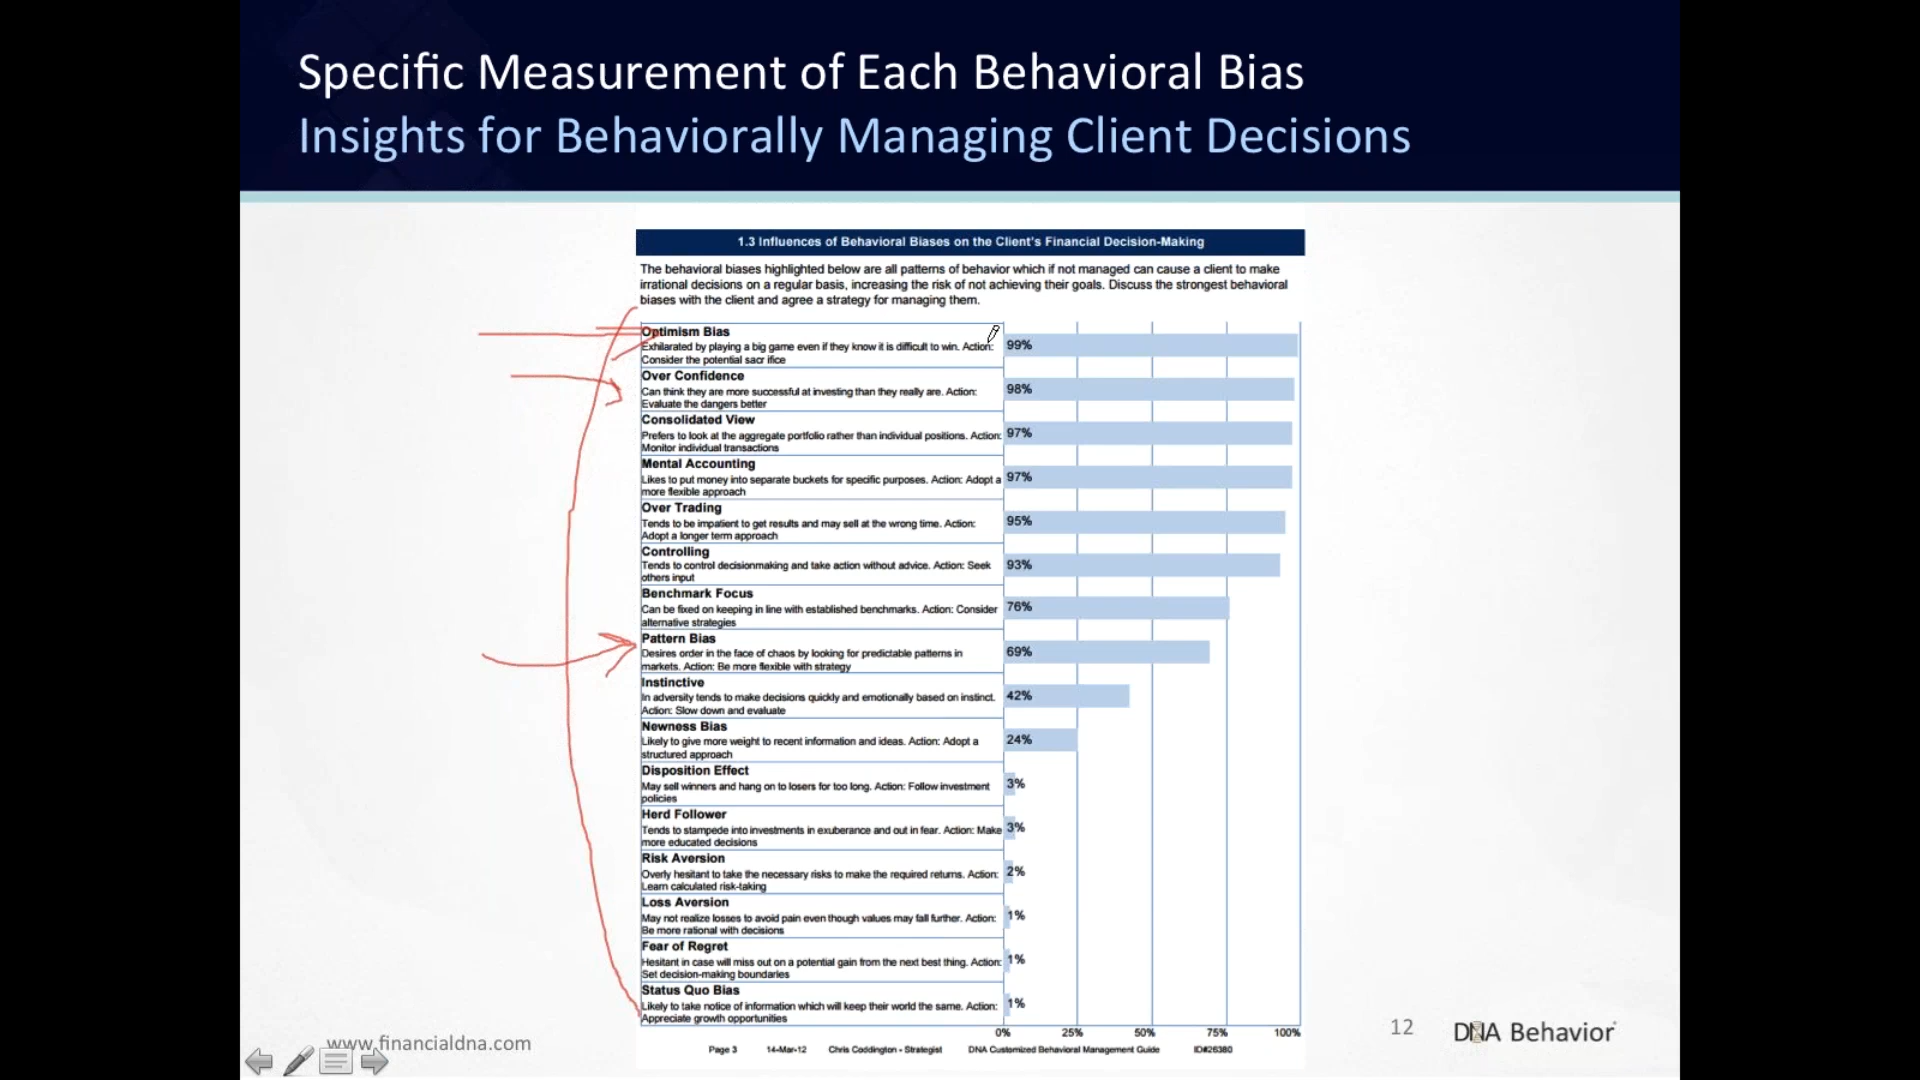 Specific Measurement of Each Behavioral Bias
Insights for Behaviorally Managing Client Decisions
1.3 Influences of Behavioral Biases on the Client's Financial Decision-Making
The behavioral biases highlighted below are all patterns of behavior which if not managed can cause a client to make
irrational decisions on a regular basis, increasing the risk of not achieving their goals. Discuss the strongest behavioral
biases with the client and agree a strategy for managing them.
Optimism Bias
Exhilarated by playing a big game even if they know it is difficult to win. Action:
Consider the potential sacr ifice
99%
Over Confidence
Can think they are more successful at investing than they really are. Action:
Evaluate the dangers better
98%
Consolidated View
Prefers to look at the aggregate portfolio rather than individual positions. Action:
Monitor individual transactions
97%
Mental Accounting
Likes to put money into separate buckets for specific purposes. Action: Adopt a
more flexible approach
97%
Over Trading
Tends to be impatient to get results and may sell at the wrong time. Action:
Adopt a longer term approach
95%
Controlling
Tends to control decisionmaking and take action without advice. Action: Seek
others input
93%
Benchmark Focus
Can be fixed on keeping in line with established benchmarks. Action: Consider
alternative strategies
76%
Pattern Bias
Desires order in the face of chaos by looking for predictable patterns in
markets. Action: Be more flexible with strategy
69%
Instinctive
In adversity tends to make decisions quickly and emotionally based on instinct.
Action: Slow down and evaluate
42%
Newness Bias
Likely to give more weight to recent information and ideas. Action: Adopt a
structured approach
24%
Disposition Effect
May sell winners and hang on to losers for too long. Action: Follow investment
policies
3%
Herd Follower
Tends to stampede into investments in exuberance and out in fear. Action: Make
more educated decisions
3%
Risk Aversion
Overly hesitant to take the necessary risks to make the required returns. Action:
Learn calculated risk-taking
2%
Loss Aversion
May not realize losses to avoid pain even though values may fall further. Action:
Be more rational with decisions
1%
Fear of Regret
Hesitant in case will miss out on a potential gain from the next best thing. Action:
Set decision-making boundaries
1%
Status Quo Bias
Likely to take notice of information which will keep their world the same. Action:
Appreciate growth opportunities
1%
0% 25% 50% 75% 100%
Page 3 14-Mar-12 Chris Coddington - Strategist DNA Customized Behavioral Management Guide ID#26380
www.financialdna.com
12
DNA Behavior